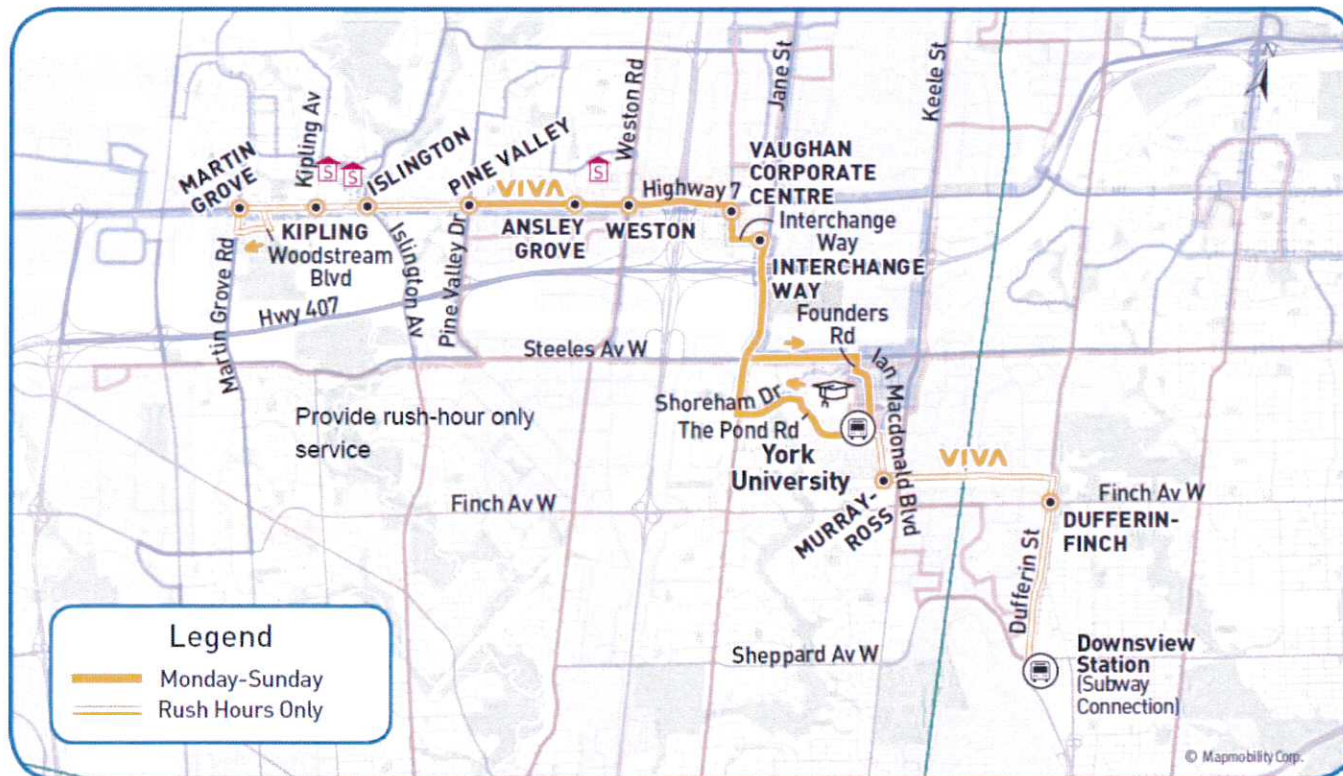 N
MARTIN
GROVE
Kipling Av
S
S
ISLINGTON
PINE VALLEY
VIVA
S
Weston Rd
Highway 7
Jane St
Keele St
VAUGHAN
CORPORATE
CENTRE
Interchange
Way
INTERCHANGE
WAY
KIPLING
Woodstream
Blvd
ANSLEY
GROVE
WESTON
Martin Grove Rd
Hwy 407
Islington Av
Pine Valley Dr
Steeles Av W
Founders
Rd
Ian Macdonald Blvd
Shoreham Dr
The Pond Rd
York
University
Provide rush-hour only
service
VIVA
MURRAY-
ROSS
Finch Av W
Finch Av W
DUFFERIN-
FINCH
Dufferin St
Sheppard Av W
Downsview
Station
(Subway
Connection)
Legend
Monday-Sunday
Rush Hours Only
© Mapmobility Corp.